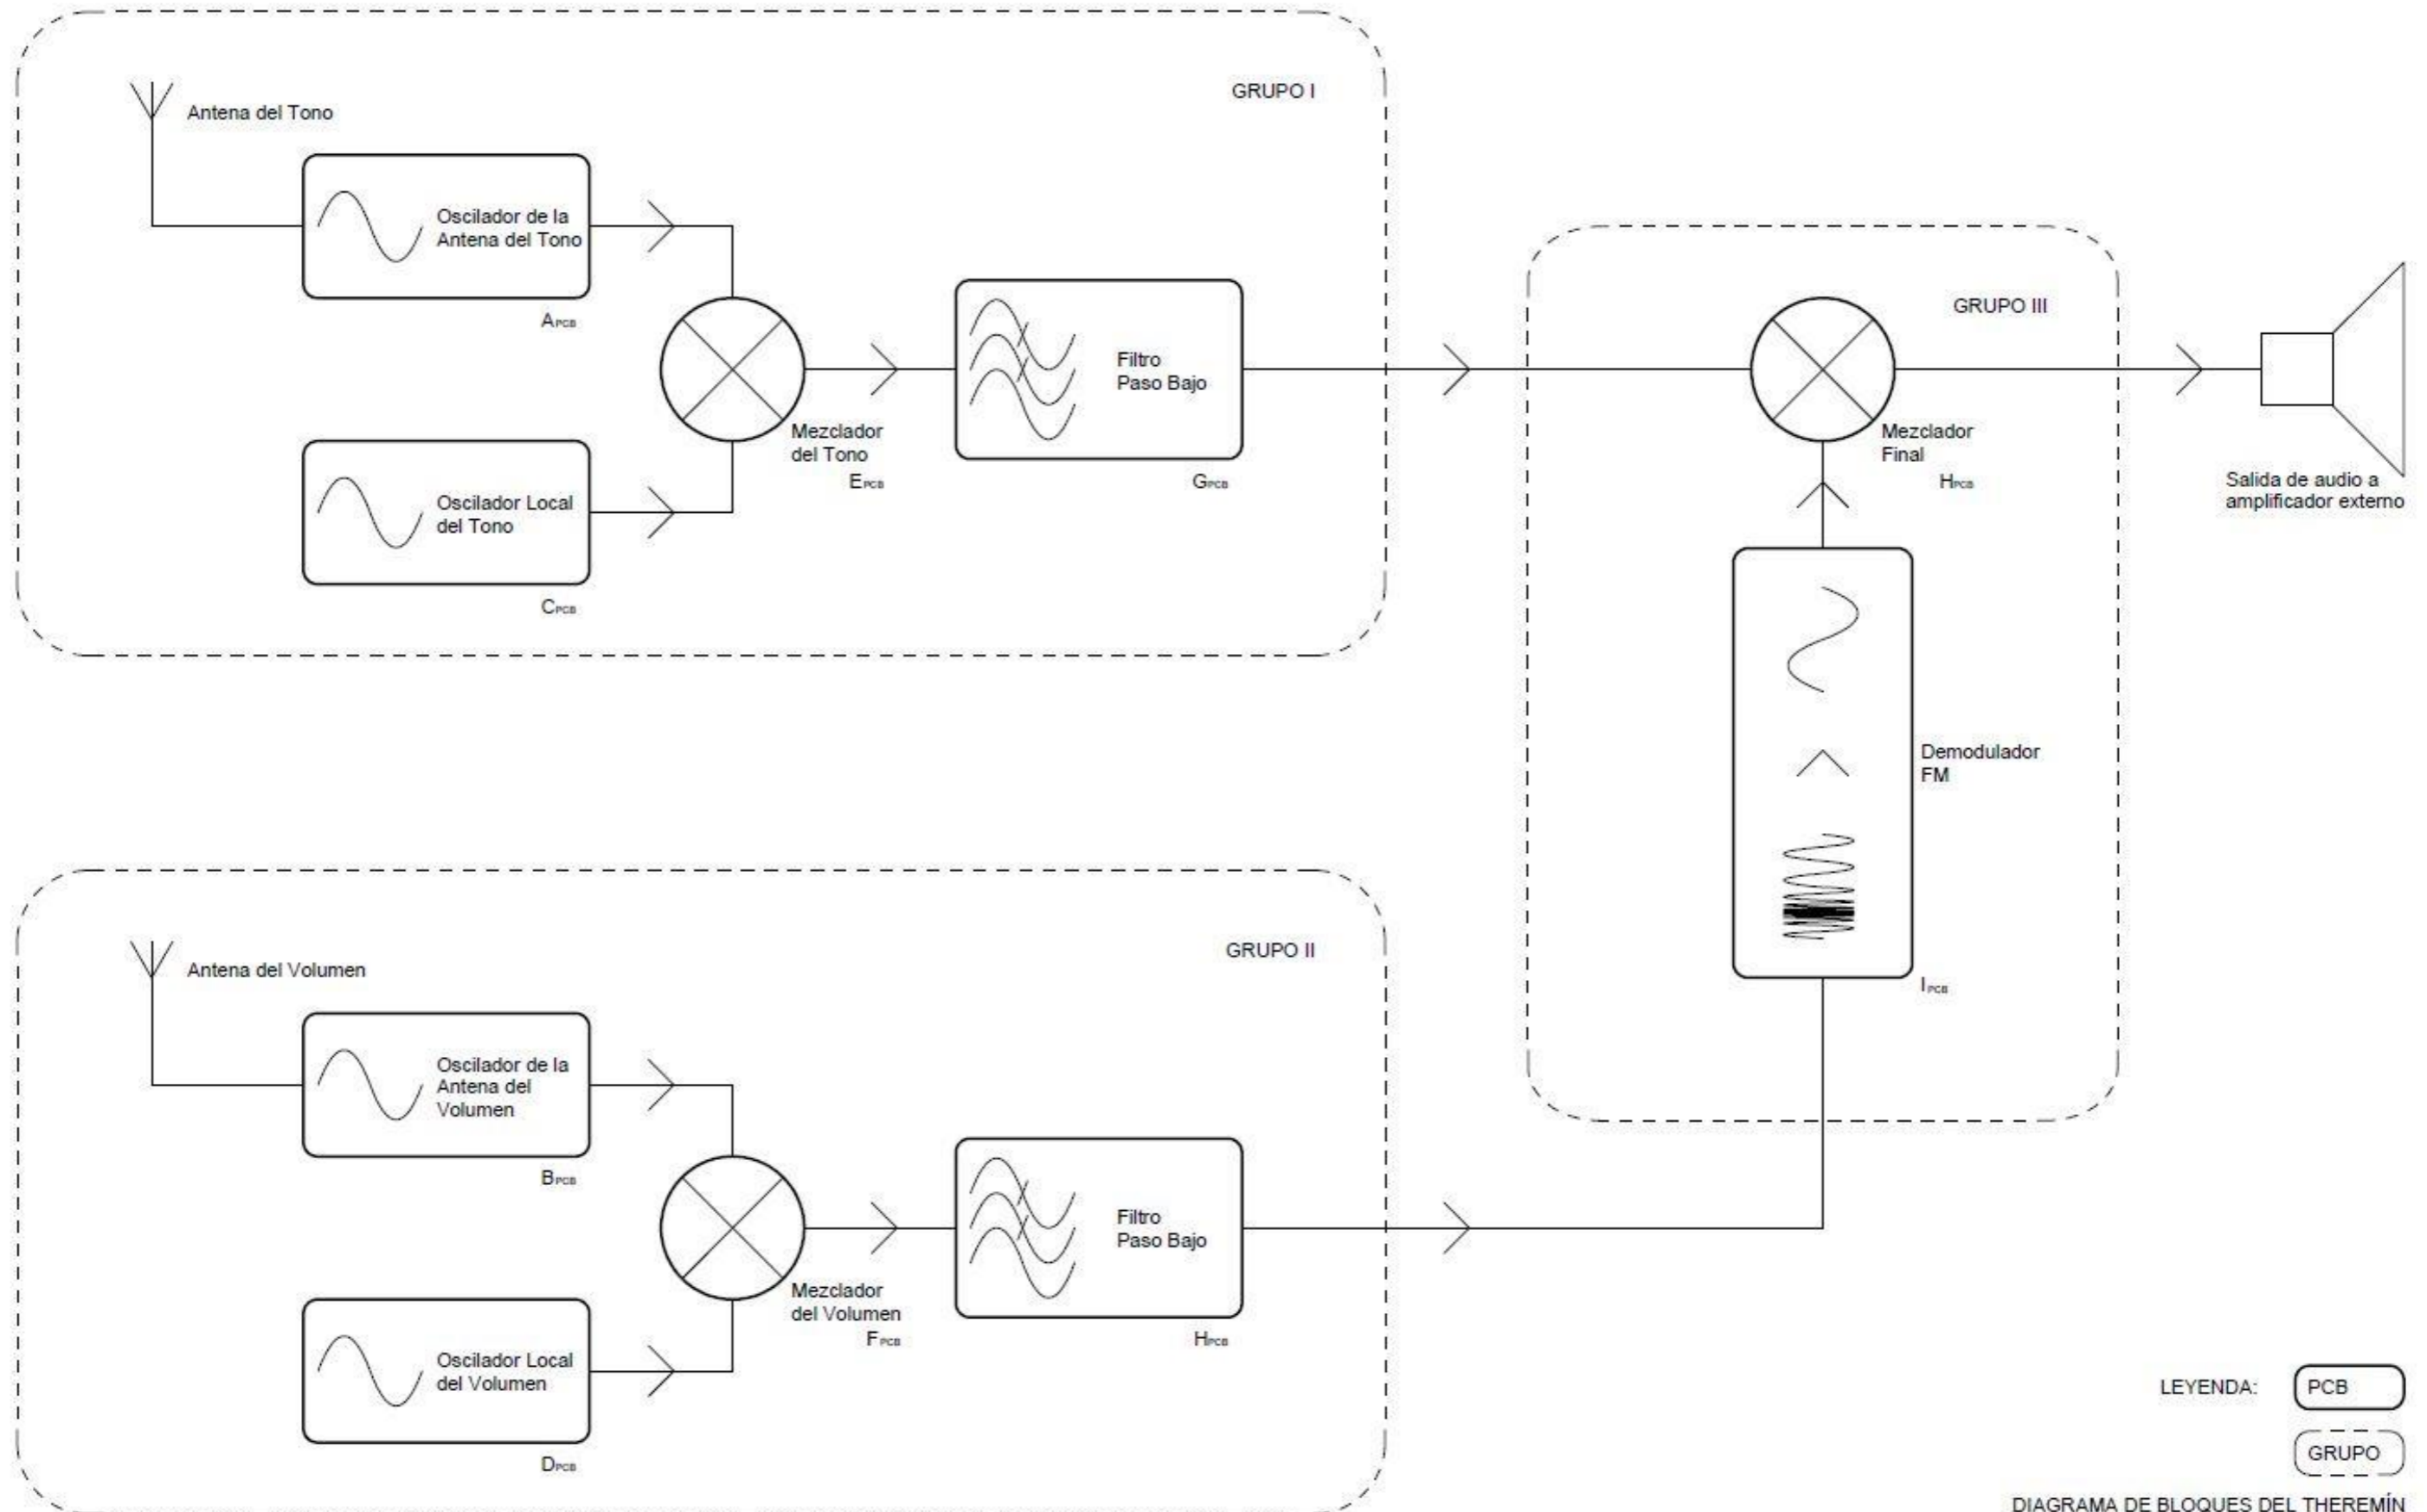 GRUPO I
Antena del Tono
Oscilador de la
Antena del Tono
APCB
Oscilador Local
del Tono
CPCB
Mezclador
del Tono
EPCB
Filtro
Paso Bajo
GPCB
GRUPO III
Mezclador
Final
HPCB
Salida de audio a
amplificador externo
Demodulador
FM
IPCB
GRUPO II
Antena del Volumen
Oscilador de la
Antena del
Volumen
BPCB
Oscilador Local
del Volumen
DPCB
Mezclador
del Volumen
FPCB
Filtro
Paso Bajo
HPCB
LEYENDA:
PCB
GRUPO
DIAGRAMA DE BLOQUES DEL THEREMÍN